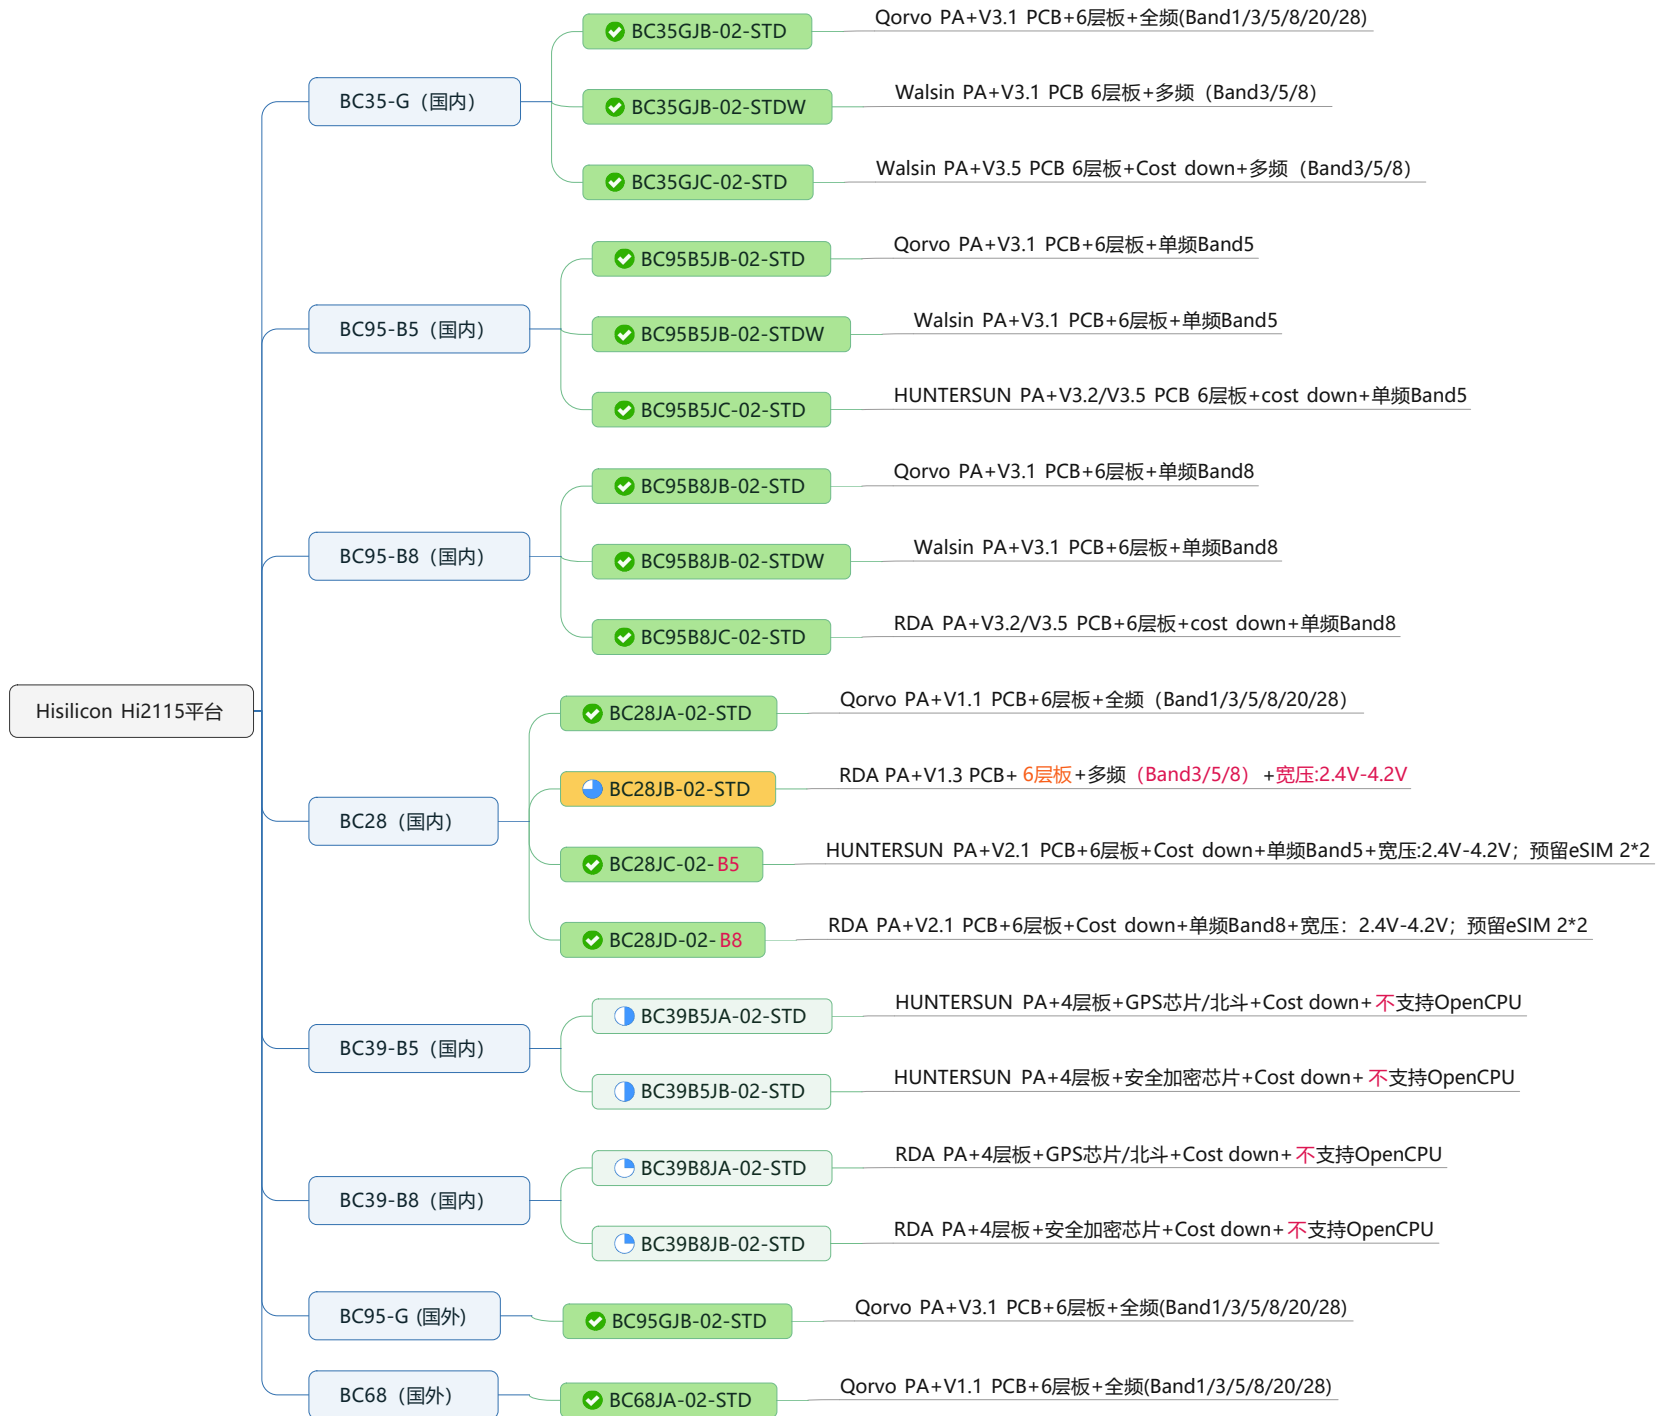 Hisilicon Hi2115平台
BC35-G（国内）
BC35GJB-02-STD
Qorvo PA+V3.1 PCB+6层板+全频(Band1/3/5/8/20/28)
BC35GJB-02-STDW
Walsin PA+V3.1 PCB 6层板+多频（Band3/5/8）
BC35GJC-02-STD
Walsin PA+V3.5 PCB 6层板+Cost down+多频（Band3/5/8）
BC95-B5（国内）
BC95B5JB-02-STD
Qorvo PA+V3.1 PCB+6层板+单频Band5
BC95B5JB-02-STDW
Walsin PA+V3.1 PCB+6层板+单频Band5
BC95B5JC-02-STD
HUNTERSUN PA+V3.2/V3.5 PCB 6层板+cost down+单频Band5
BC95-B8（国内）
BC95B8JB-02-STD
Qorvo PA+V3.1 PCB+6层板+单频Band8
BC95B8JB-02-STDW
Walsin PA+V3.1 PCB+6层板+单频Band8
BC95B8JC-02-STD
RDA PA+V3.2/V3.5 PCB+6层板+cost down+单频Band8
BC28（国内）
BC28JA-02-STD
Qorvo PA+V1.1 PCB+6层板+全频（Band1/3/5/8/20/28）
BC28JB-02-STD
RDA PA+V1.3 PCB+ 6层板+多频（Band3/5/8）+宽压:2.4V-4.2V
BC28JC-02-B5
HUNTERSUN PA+V2.1 PCB+6层板+Cost down+单频Band5+宽压:2.4V-4.2V；预留eSIM 2*2
BC28JD-02-B8
RDA PA+V2.1 PCB+6层板+Cost down+单频Band8+宽压：2.4V-4.2V；预留eSIM 2*2
BC39-B5（国内）
BC39B5JA-02-STD
HUNTERSUN PA+4层板+GPS芯片/北斗+Cost down+不支持OpenCPU
BC39B5JB-02-STD
HUNTERSUN PA+4层板+安全加密芯片+Cost down+不支持OpenCPU
BC39-B8（国内）
BC39B8JA-02-STD
RDA PA+4层板+GPS芯片/北斗+Cost down+不支持OpenCPU
BC39B8JB-02-STD
RDA PA+4层板+安全加密芯片+Cost down+不支持OpenCPU
BC95-G (国外)
BC95GJB-02-STD
Qorvo PA+V3.1 PCB+6层板+全频(Band1/3/5/8/20/28)
BC68（国外）
BC68JA-02-STD
Qorvo PA+V1.1 PCB+6层板+全频(Band1/3/5/8/20/28)